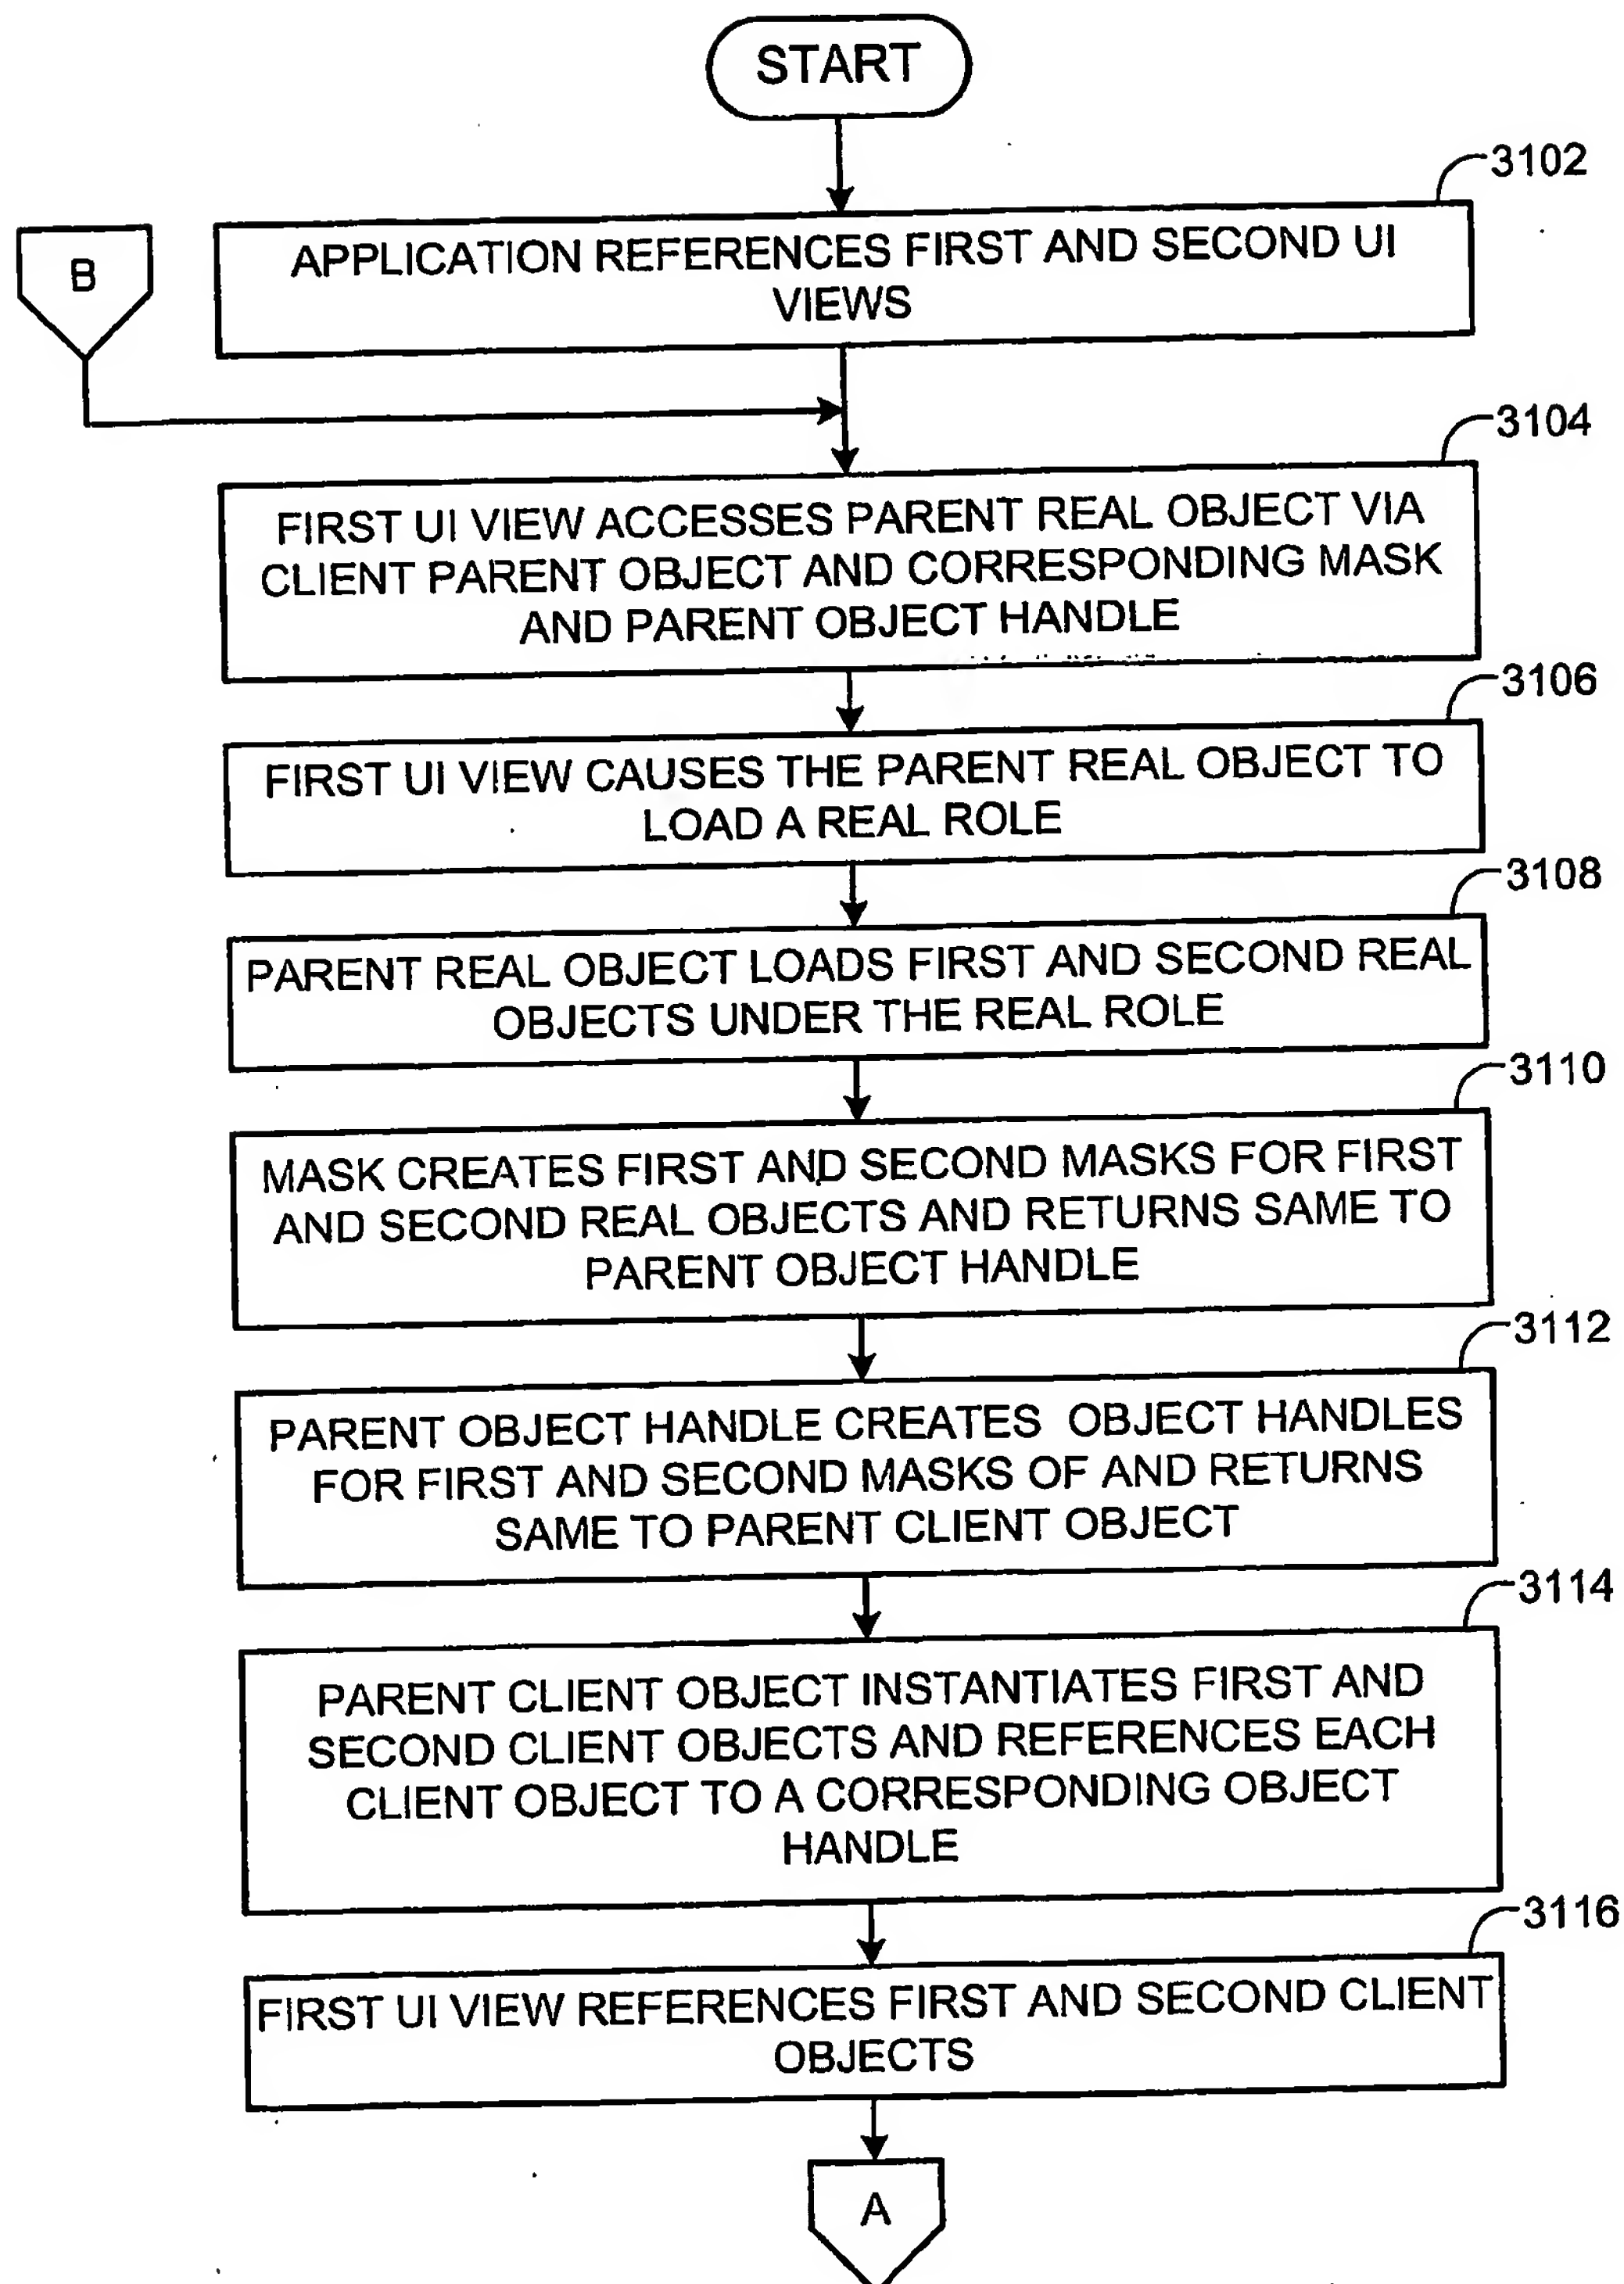 START
3102
APPLICATION REFERENCES FIRST AND SECOND UI
VIEWS
B
3104
FIRST UI VIEW ACCESSES PARENT REAL OBJECT VIA
CLIENT PARENT OBJECT AND CORRESPONDING MASK
AND PARENT OBJECT HANDLE
3106
FIRST UI VIEW CAUSES THE PARENT REAL OBJECT TO
LOAD A REAL ROLE
3108
PARENT REAL OBJECT LOADS FIRST AND SECOND REAL
OBJECTS UNDER THE REAL ROLE
3110
MASK CREATES FIRST AND SECOND MASKS FOR FIRST
AND SECOND REAL OBJECTS AND RETURNS SAME TO
PARENT OBJECT HANDLE
3112
PARENT OBJECT HANDLE CREATES OBJECT HANDLES
FOR FIRST AND SECOND MASKS OF AND RETURNS
SAME TO PARENT CLIENT OBJECT
3114
PARENT CLIENT OBJECT INSTANTIATES FIRST AND
SECOND CLIENT OBJECTS AND REFERENCES EACH
CLIENT OBJECT TO A CORRESPONDING OBJECT
HANDLE
3116
FIRST UI VIEW REFERENCES FIRST AND SECOND CLIENT
OBJECTS
A